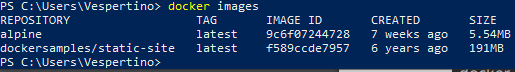 PS C:\Users\Vespertino> docker images
REPOSITORY TAG IMAGE ID CREATED SIZE
alpine latest 9c6f07244728 7 weeks ago 5.54MB
dockersamples/static-site latest f589ccde7957 6 years ago 191MB
PS C:\Users\Vespertino>